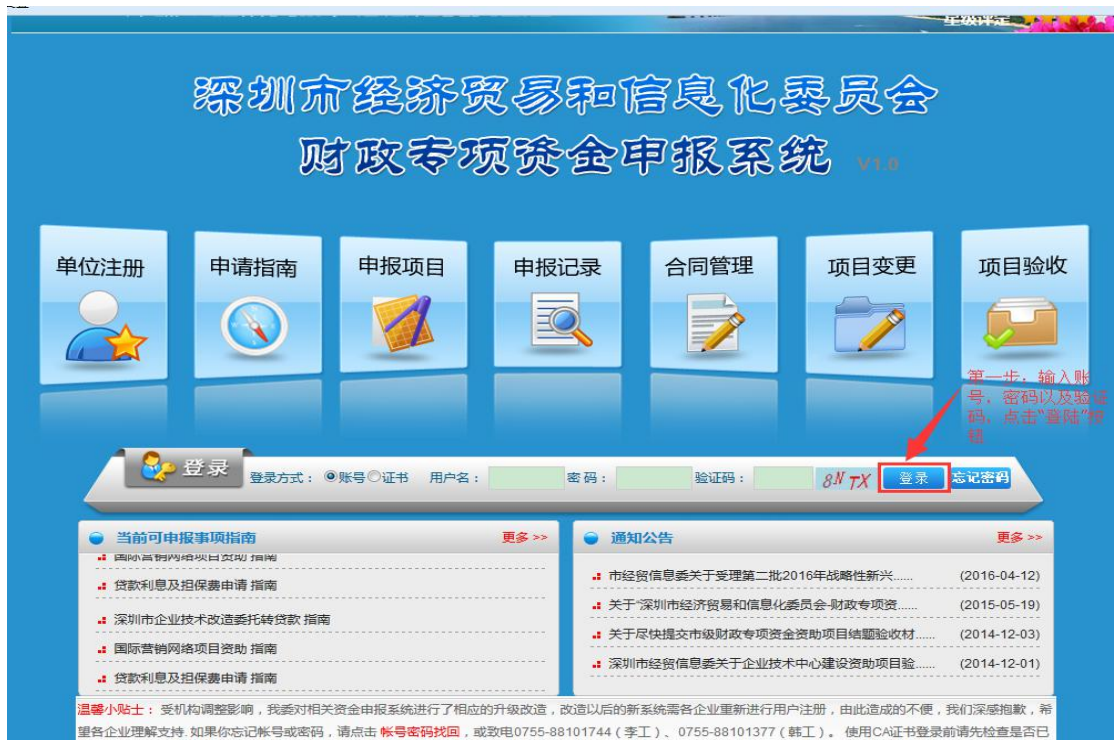 星级评定
深圳市经济贸易和信息化委员会
财政专项资金申报系统 V1.0
单位注册 申请指南 申报项目 申报记录 合同管理 项目变更 项目验收
第一步，输入账
号，密码以及验证
码，点击“登陆”按
钮
登录 登录方式： 账号 证书 用户名： 密码： 验证码： 8NTX 登录 忘记密码
当前可申报事项指南 更多 >>
国际营销网络项目资助 指南
贷款利息及担保费申请 指南
深圳市企业技术改造委托转贷款 指南
国际营销网络项目资助 指南
贷款利息及担保费申请 指南
通知公告 更多 >>
市经贸信息委关于受理第二批2016年战略性新兴...... (2016-04-12)
关于“深圳市经济贸易和信息化委员会-财政专项资...... (2015-05-19)
关于尽快提交市级财政专项资金资助项目结题验收材...... (2014-12-03)
深圳市经贸信息委关于企业技术中心建设资助项目验...... (2014-12-01)
温馨小贴士： 受机构调整影响，我委对相关资金申报系统进行了相应的升级改造，改造以后的新系统需各企业重新进行用户注册，由此造成的不便，我们深感抱歉，希
望各企业理解支持. 如果你忘记帐号或密码，请点击 帐号密码找回，或致电0755-88101744（李工）、0755-88101377（韩工）。 使用CA证书登录前请先检查是否已